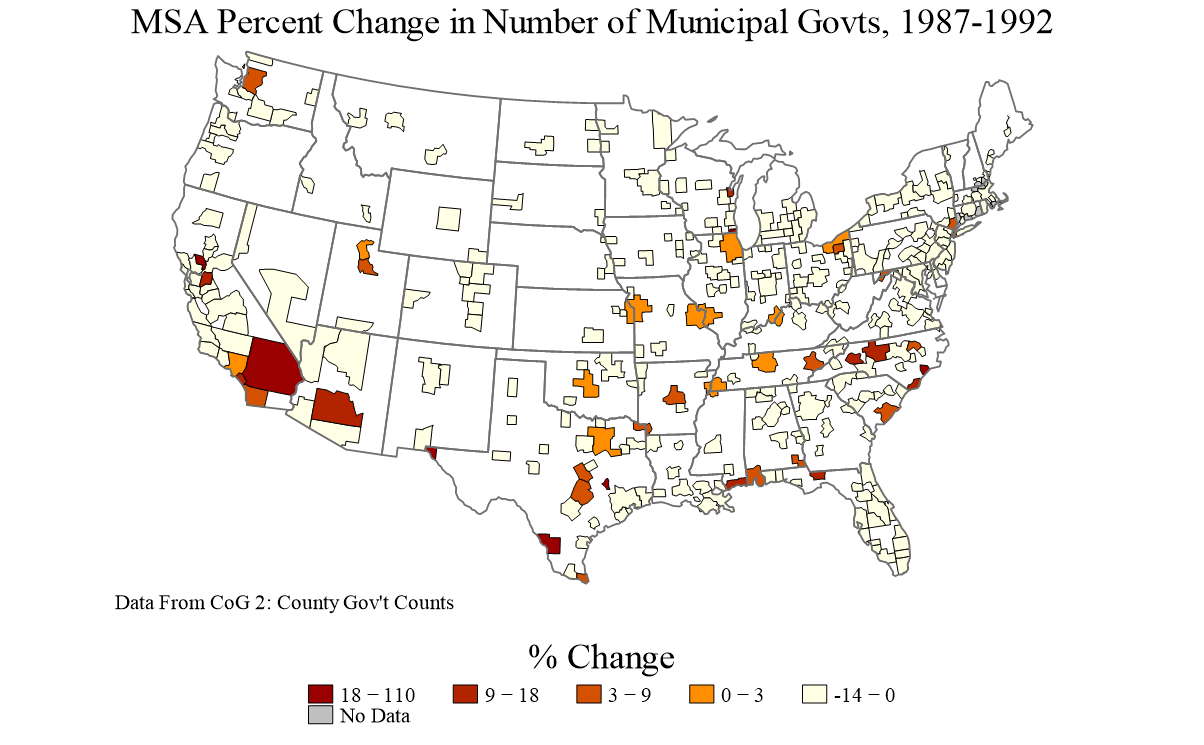 MSA Percent Change in Number of Municipal Govts, 1987-1992
Data From CoG 2: County Gov't Counts
% Change
18 − 110 9 − 18 3 − 9 0 − 3 -14 − 0
No Data